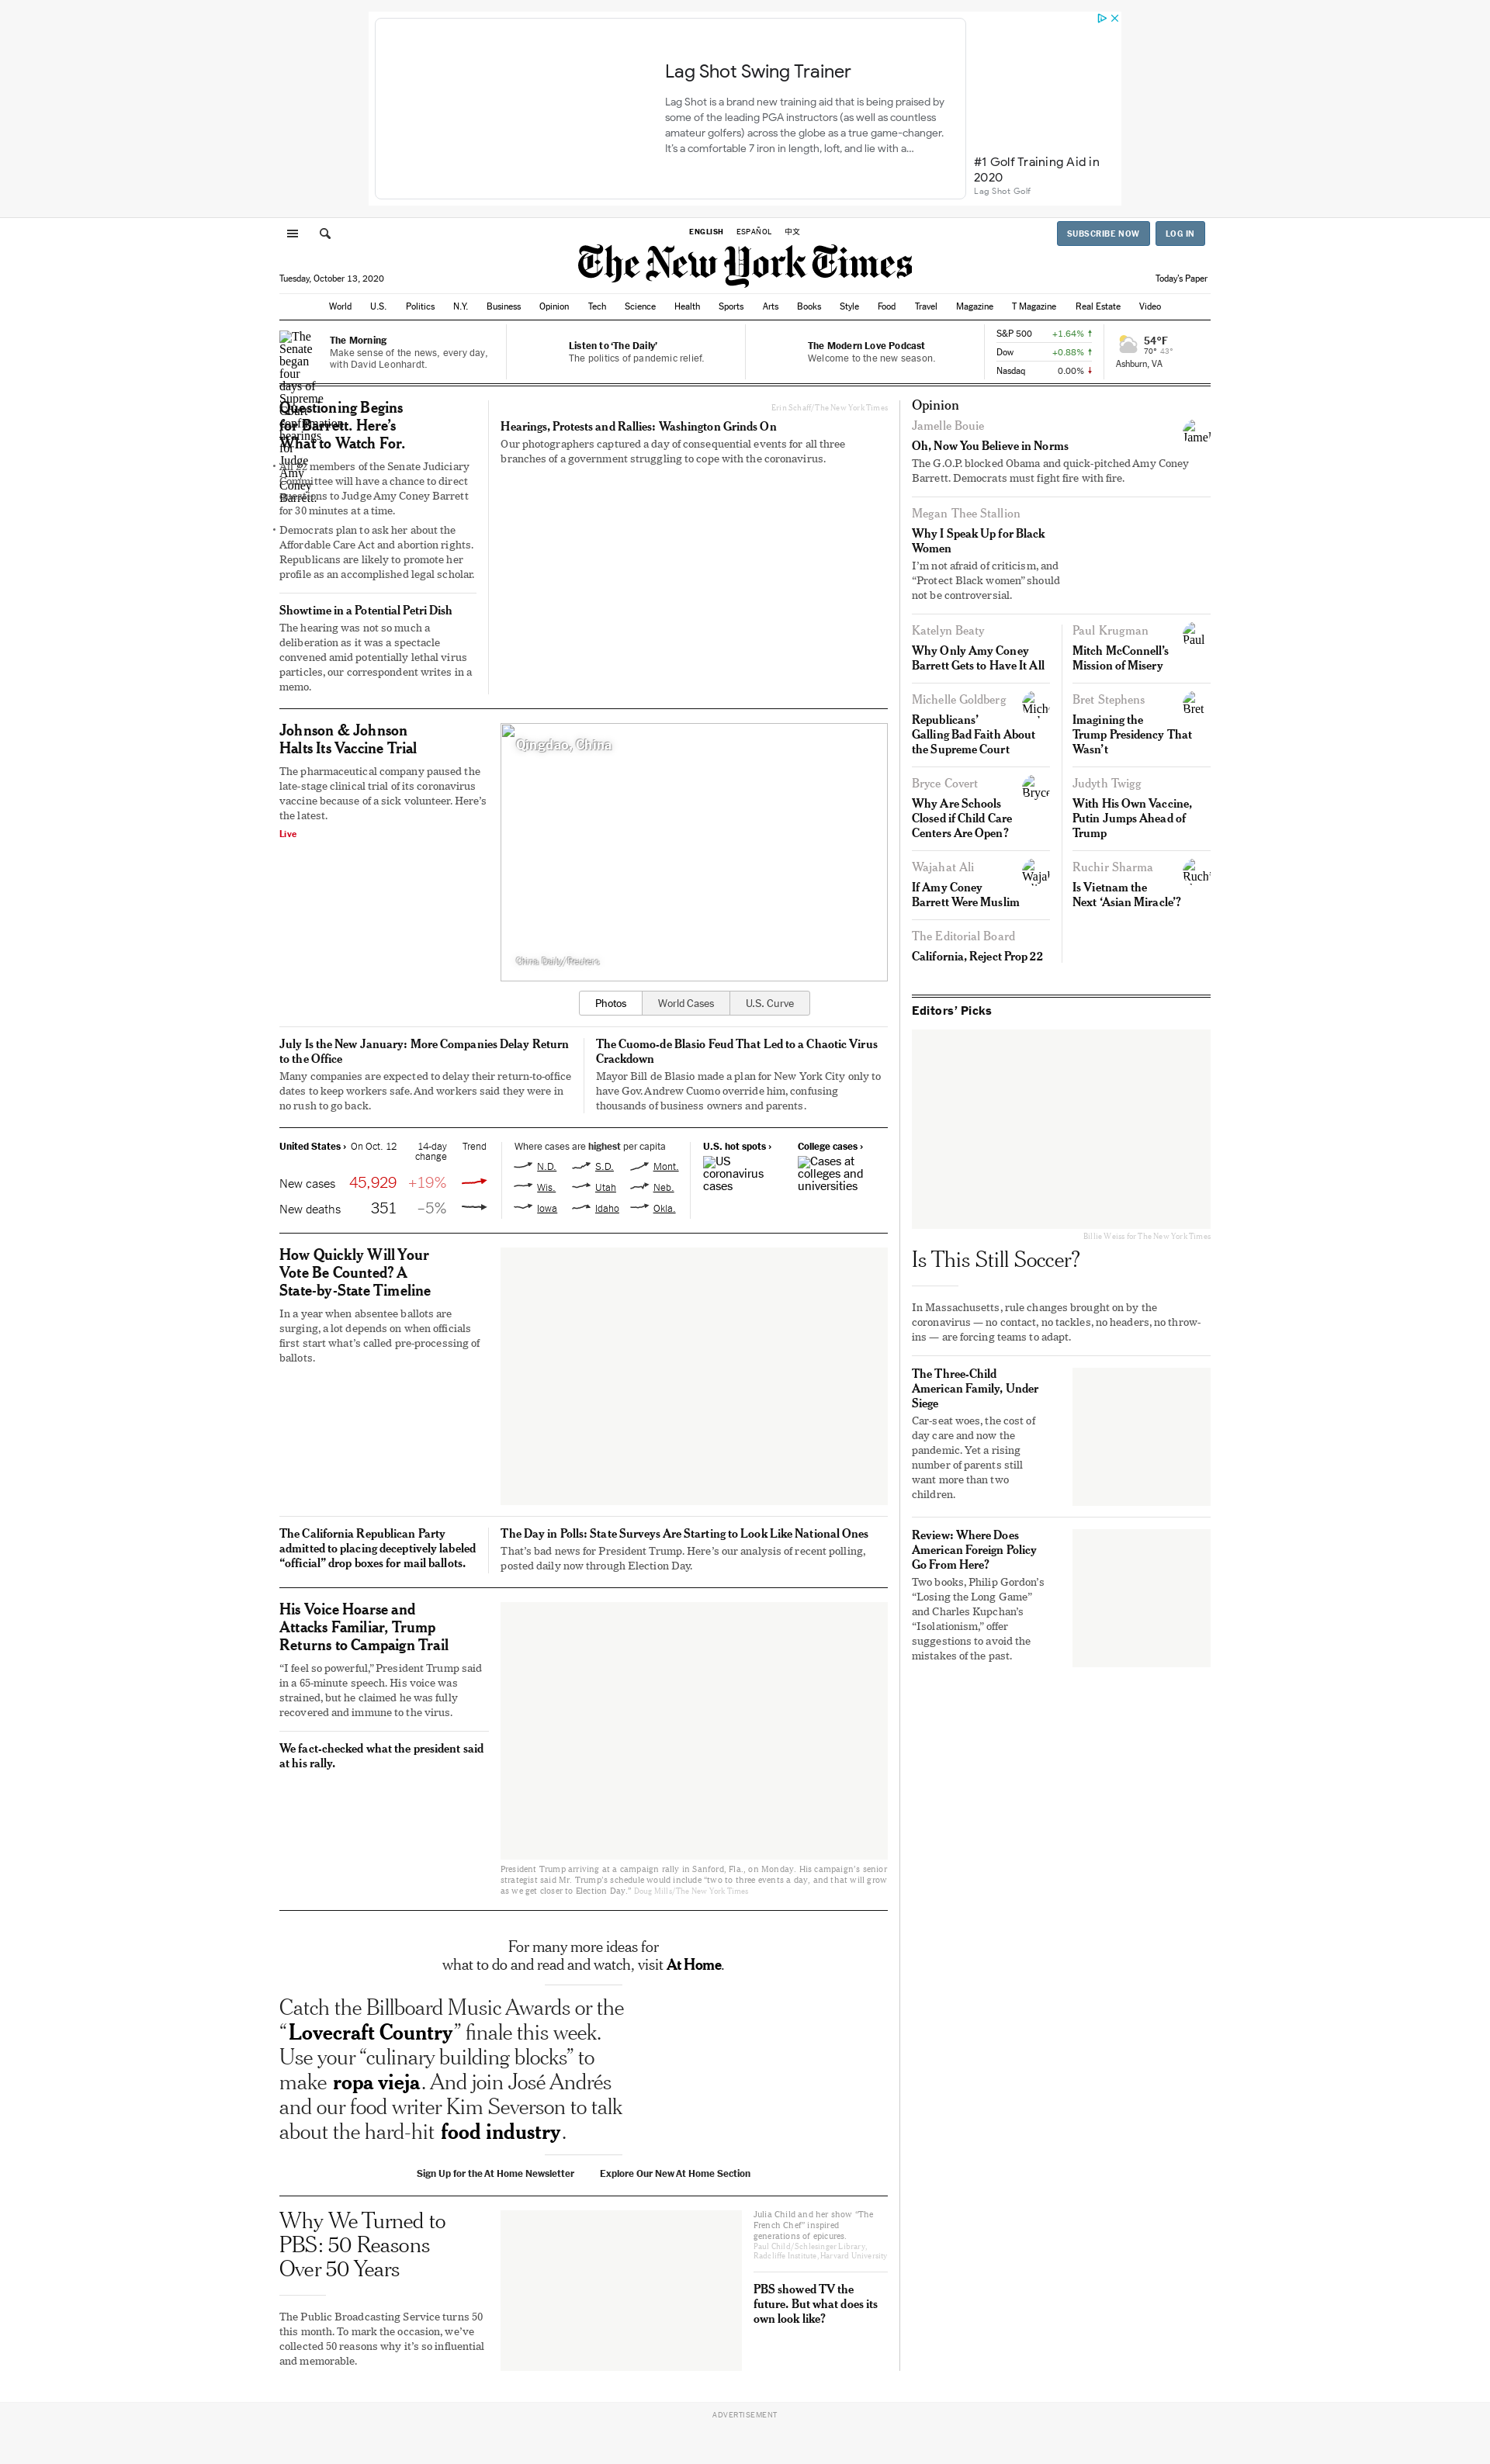 Lag Shot Swing Trainer
Lag Shot is a brand new training aid that is being praised by
some of the leading PGA instructors (as well as countless
amateur golfers) across the globe as a true game-changer.
It's a comfortable 7 iron in length, loft, and lie with a...
#1 Golf Training Aid in
2020
Lag Shot Golf
ENGLISH ESPAÑOL 中文
SUBSCRIBE NOW LOG IN
The New York Times
Tuesday, October 13, 2020
Today's Paper
World U.S. Politics N.Y. Business Opinion Tech Science Health Sports Arts Books Style Food Travel Magazine T Magazine Real Estate Video
The Senate began four days of Supreme Court confirmation hearings for Judge Amy Coney Barrett.
The Morning
Make sense of the news, every day,
with David Leonhardt.
Listen to ‘The Daily’
The politics of pandemic relief.
The Modern Love Podcast
Welcome to the new season.
S&P 500 +1.64% ↑
Dow +0.88% ↑
Nasdaq 0.00% ↓
54°F
70° 43°
Ashburn, VA
Questioning Begins
for Barrett. Here’s
What to Watch For.
• All 22 members of the Senate Judiciary
Committee will have a chance to direct
questions to Judge Amy Coney Barrett
for 30 minutes at a time.
• Democrats plan to ask her about the
Affordable Care Act and abortion rights.
Republicans are likely to promote her
profile as an accomplished legal scholar.
Showtime in a Potential Petri Dish
The hearing was not so much a
deliberation as it was a spectacle
convened amid potentially lethal virus
particles, our correspondent writes in a
memo.
Erin Schaff/The New York Times
Hearings, Protests and Rallies: Washington Grinds On
Our photographers captured a day of consequential events for all three
branches of a government struggling to cope with the coronavirus.
Johnson & Johnson
Halts Its Vaccine Trial
The pharmaceutical company paused the
late-stage clinical trial of its coronavirus
vaccine because of a sick volunteer. Here’s
the latest.
Live
Qingdao, China
China Daily/Reuters
Photos World Cases U.S. Curve
July Is the New January: More Companies Delay Return
to the Office
Many companies are expected to delay their return-to-office
dates to keep workers safe. And workers said they were in
no rush to go back.
The Cuomo-de Blasio Feud That Led to a Chaotic Virus
Crackdown
Mayor Bill de Blasio made a plan for New York City only to
have Gov. Andrew Cuomo override him, confusing
thousands of business owners and parents.
United States › On Oct. 12 14-day change Trend
New cases 45,929 +19%
New deaths 351 –5%
Where cases are highest per capita
N.D. S.D. Mont.
Wis. Utah Neb.
Iowa Idaho Okla.
U.S. hot spots ›
US
coronavirus
cases
College cases ›
Cases at
colleges and
universities
How Quickly Will Your
Vote Be Counted? A
State-by-State Timeline
In a year when absentee ballots are
surging, a lot depends on when officials
first start what’s called pre-processing of
ballots.
The California Republican Party
admitted to placing deceptively labeled
“official” drop boxes for mail ballots.
The Day in Polls: State Surveys Are Starting to Look Like National Ones
That’s bad news for President Trump. Here’s our analysis of recent polling,
posted daily now through Election Day.
His Voice Hoarse and
Attacks Familiar, Trump
Returns to Campaign Trail
“I feel so powerful,” President Trump said
in a 65-minute speech. His voice was
strained, but he claimed he was fully
recovered and immune to the virus.
We fact-checked what the president said
at his rally.
President Trump arriving at a campaign rally in Sanford, Fla., on Monday. His campaign’s senior
strategist said Mr. Trump’s schedule would include “two to three events a day, and that will grow
as we get closer to Election Day.” Doug Mills/The New York Times
For many more ideas for
what to do and read and watch, visit At Home.
Catch the Billboard Music Awards or the
“Lovecraft Country” finale this week.
Use your “culinary building blocks” to
make ropa vieja. And join José Andrés
and our food writer Kim Severson to talk
about the hard-hit food industry.
Sign Up for the At Home Newsletter Explore Our New At Home Section
Why We Turned to
PBS: 50 Reasons
Over 50 Years
The Public Broadcasting Service turns 50
this month. To mark the occasion, we’ve
collected 50 reasons why it’s so influential
and memorable.
Julia Child and her show “The
French Chef” inspired
generations of epicures.
Paul Child/Schlesinger Library,
Radcliffe Institute, Harvard University
PBS showed TV the
future. But what does its
own look like?
Opinion
Jamelle Bouie
Jamel
Oh, Now You Believe in Norms
The G.O.P. blocked Obama and quick-pitched Amy Coney
Barrett. Democrats must fight fire with fire.
Megan Thee Stallion
Why I Speak Up for Black
Women
I’m not afraid of criticism, and
“Protect Black women” should
not be controversial.
Katelyn Beaty
Why Only Amy Coney
Barrett Gets to Have It All
Paul Krugman
Paul
Mitch McConnell’s
Mission of Misery
Michelle Goldberg
Miche
Republicans’
Galling Bad Faith About
the Supreme Court
Bret Stephens
Bret
Imagining the
Trump Presidency That
Wasn’t
Bryce Covert
Bryce
Why Are Schools
Closed if Child Care
Centers Are Open?
Judyth Twigg
With His Own Vaccine,
Putin Jumps Ahead of
Trump
Wajahat Ali
Wajah
If Amy Coney
Barrett Were Muslim
Ruchir Sharma
Ruchi
Is Vietnam the
Next ‘Asian Miracle’?
The Editorial Board
California, Reject Prop 22
Editors’ Picks
Billie Weiss for The New York Times
Is This Still Soccer?
In Massachusetts, rule changes brought on by the
coronavirus — no contact, no tackles, no headers, no throw-
ins — are forcing teams to adapt.
The Three-Child
American Family, Under
Siege
Car-seat woes, the cost of
day care and now the
pandemic. Yet a rising
number of parents still
want more than two
children.
Review: Where Does
American Foreign Policy
Go From Here?
Two books, Philip Gordon’s
“Losing the Long Game”
and Charles Kupchan’s
“Isolationism,” offer
suggestions to avoid the
mistakes of the past.
ADVERTISEMENT